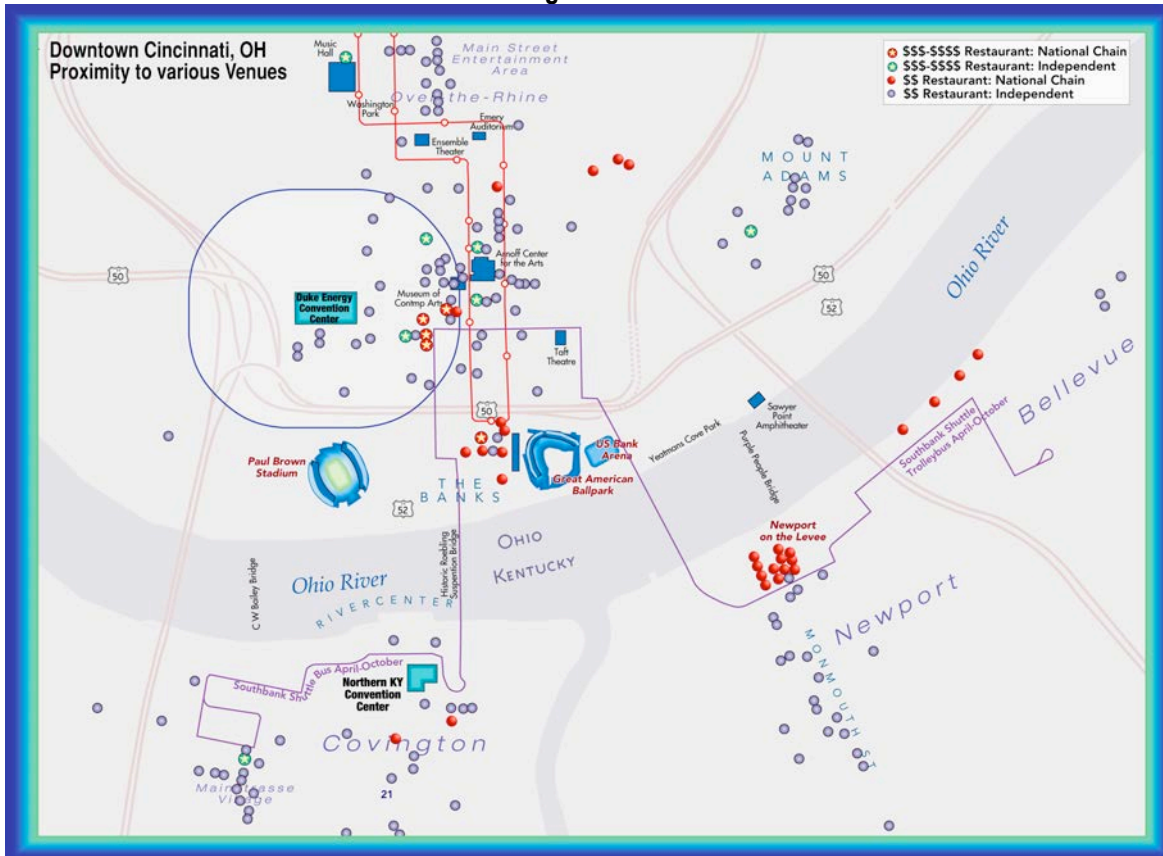 Downtown Cincinnati, OH
Proximity to various Venues
$$$-$$$$ Restaurant: National Chain
$$$-$$$$ Restaurant: Independent
$$ Restaurant: National Chain
$$ Restaurant: Independent
Music
Hall
Main Street
Entertainment
Area
Over-the-Rhine
Washington
Park
Emery
Auditorium
Ensemble
Theater
MOUNT
ADAMS
Arnoff Center
for the Arts
50
50
52
Ohio River
Duke Energy
Convention
Center
Museum of
Contmp Arts
Taft
Theatre
Bellevue
50
Sawyer
Point
Amphitheater
Southbank Shuttle
Trolleybus April-October
Yeatmans Cove Park
Purple People Bridge
Paul Brown
Stadium
US Bank
Arena
Great American
Ballpark
THE
BANKS
52
Newport
on the Levee
OHIO
KENTUCKY
Historic Roebling
Suspention Bridge
C W Bailey Bridge
Ohio River
RIVERCENTER
Newport
MONMOUTH ST
Southbank Shuttle Bus April-October
Northern KY
Convention
Center
Covington
Mainstrasse
Village
21